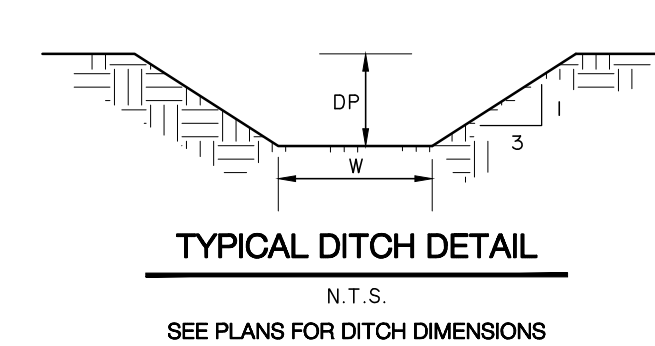 DP
1
3
W
TYPICAL DITCH DETAIL
N.T.S.
SEE PLANS FOR DITCH DIMENSIONS